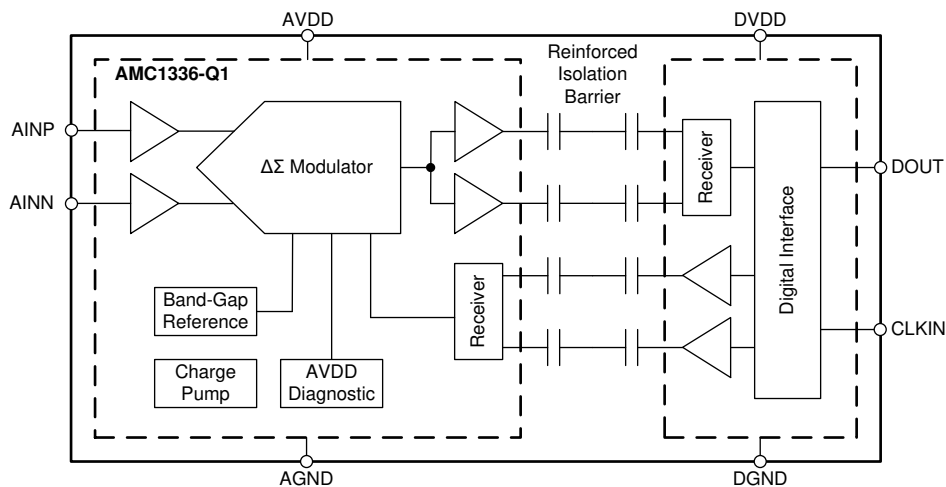 AVDD
DVDD
AMC1336-Q1
Reinforced
Isolation
Barrier
AINP
AINN
ΔΣ Modulator
Receiver
Digital Interface
DOUT
CLKIN
Band-Gap
Reference
Receiver
Charge
Pump
AVDD
Diagnostic
AGND
DGND